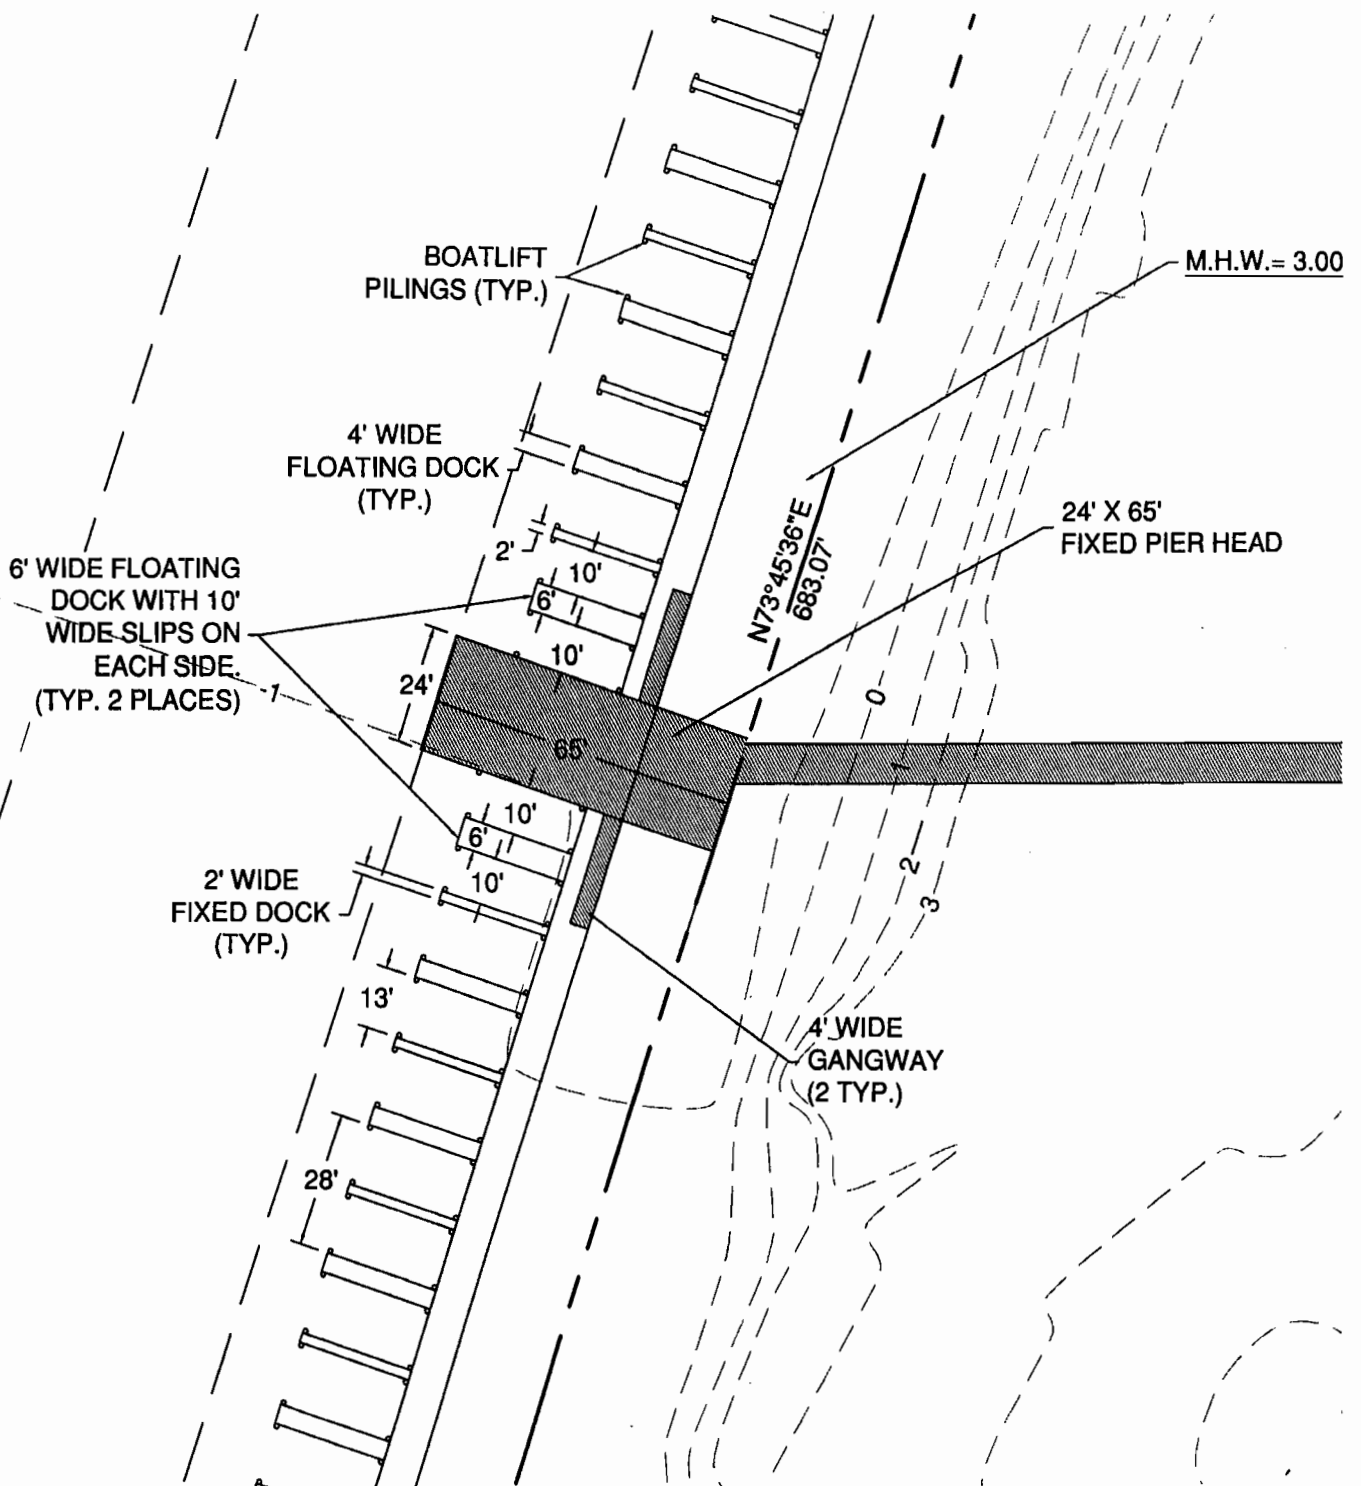 BOATLIFT
PILINGS (TYP.)
M.H.W.= 3.00
4' WIDE
FLOATING DOCK
(TYP.)
24' X 65'
FIXED PIER HEAD
N73°45'36"E
683.07'
2'
10'
6'
6' WIDE FLOATING
DOCK WITH 10'
WIDE SLIPS ON
EACH SIDE.
(TYP. 2 PLACES)
-1
10'
24'
65'
0
1
2
3
10'
6'
10'
2' WIDE
FIXED DOCK
(TYP.)
13'
4' WIDE
GANGWAY
(2 TYP.)
28'